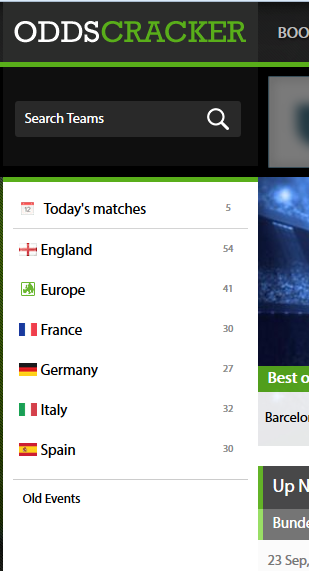 ODDSCRACKER
BOO
Search Teams
12 Today's matches 5
England 54
Europe 41
France 30
Germany 27
Italy 32
Spain 30
Old Events
Best o
Barcelo
Up N
Bunde
23 Sep,